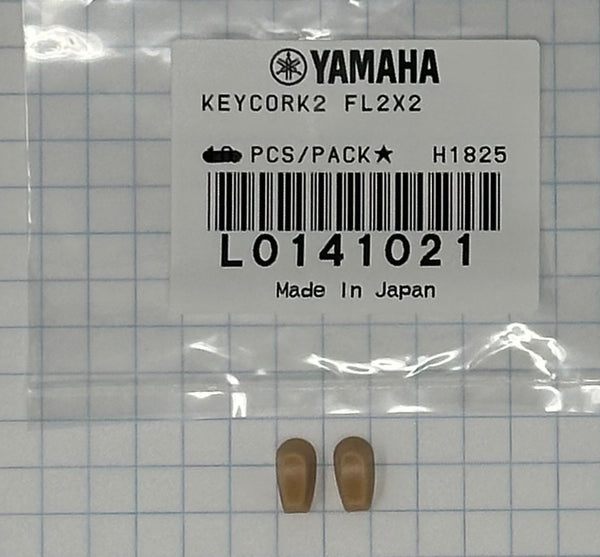 YAMAHA
KEYCORK2 FL2X2
PCS/PACK★ H1825
L0141021
Made In Japan